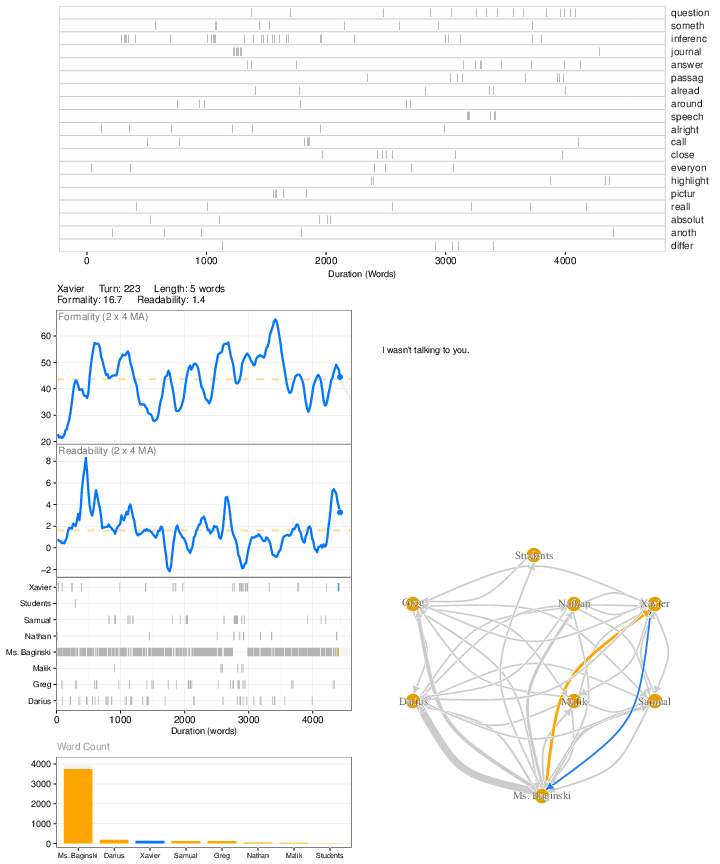 question
someth
inferenc
journal
answer
passag
alread
around
speech
alright
call
close
everyon
highlight
pictur
reall
absolut
anoth
differ
0 1000 2000 3000 4000
Duration (Words)
Xavier Turn: 223 Length: 5 words
Formality: 16.7 Readability: 1.4
Formality (2 x 4 MA)
60
50
40
30
20
I wasn't talking to you.
Readability (2 x 4 MA)
8
6
4
2
0
−2
Xavier
Students
Samual
Nathan
Ms. Baginski
Malik
Greg
Darius
0 1000 2000 3000 4000
Duration (words)
Students
Greg Nathan Xavier
Darius Malik Samual
Ms. Baginski
Word Count
4000
3000
2000
1000
0
Ms. Baginski Darius Xavier Samual Greg Nathan Malik Students